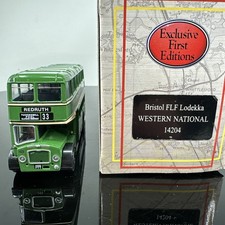 REDRUTH
33
Exclusive
First
Editions
Bristol FLF Lodekka
WESTERN NATIONAL
14204